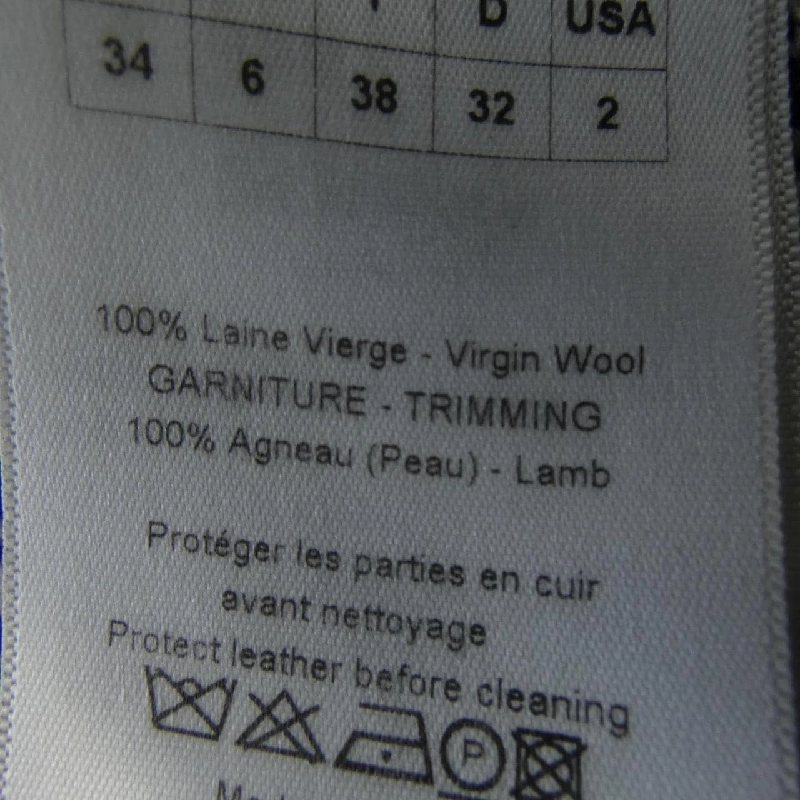 D USA
34 6 38 32 2
100% Laine Vierge - Virgin Wool
GARNITURE - TRIMMING
100% Agneau (Peau) - Lamb
Protéger les parties en cuir
avant nettoyage
Protect leather before cleaning
P